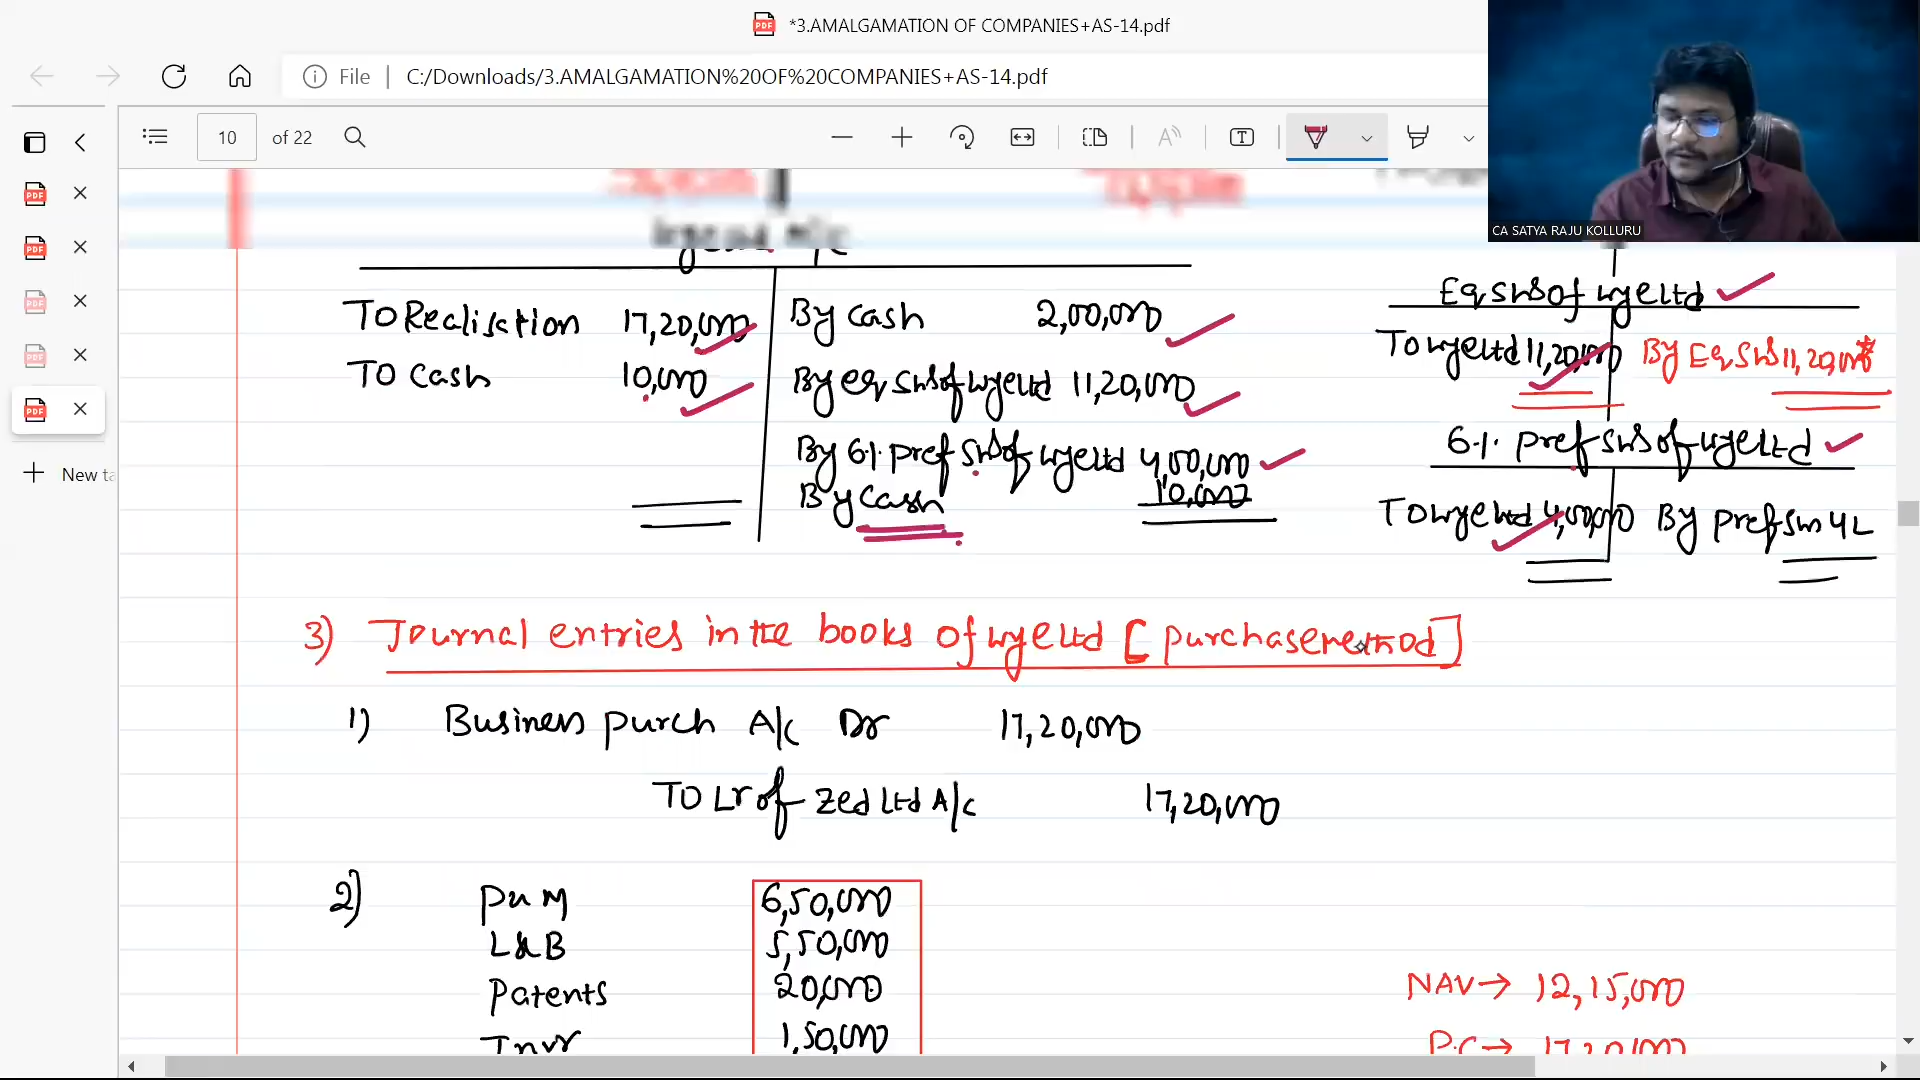 *3.AMALGAMATION OF COMPANIES+AS-14.pdf
File | C:/Downloads/3.AMALGAMATION%20OF%20COMPANIES+AS-14.pdf
10 of 22
New ta
CA SATYA RAJU KOLLURU
A/c
To Realisation 17,20,000 By Cash 2,00,000
To Cash 10,000 By eq shs of wye Ltd 11,20,000
By 6% pref shs of wye Ltd 4,00,000
By Cash 10,000
Eq shs of wye Ltd
To wye Ltd 11,20,000 By Eq shs 11,20,000*
6% pref shs of wye Ltd
To wye Ltd 4,00,000 By pref shs 4L
3) Journal entries in the books of wye Ltd [purchase method]
1) Business purch A/c Dr 17,20,000
To Lr of Zed Ltd A/c 17,20,000
2) P & M 6,50,000
L & B 5,50,000
Patents 20,000
Invr 1,50,000
NAV → 12,15,000
P.C → 17,20,000